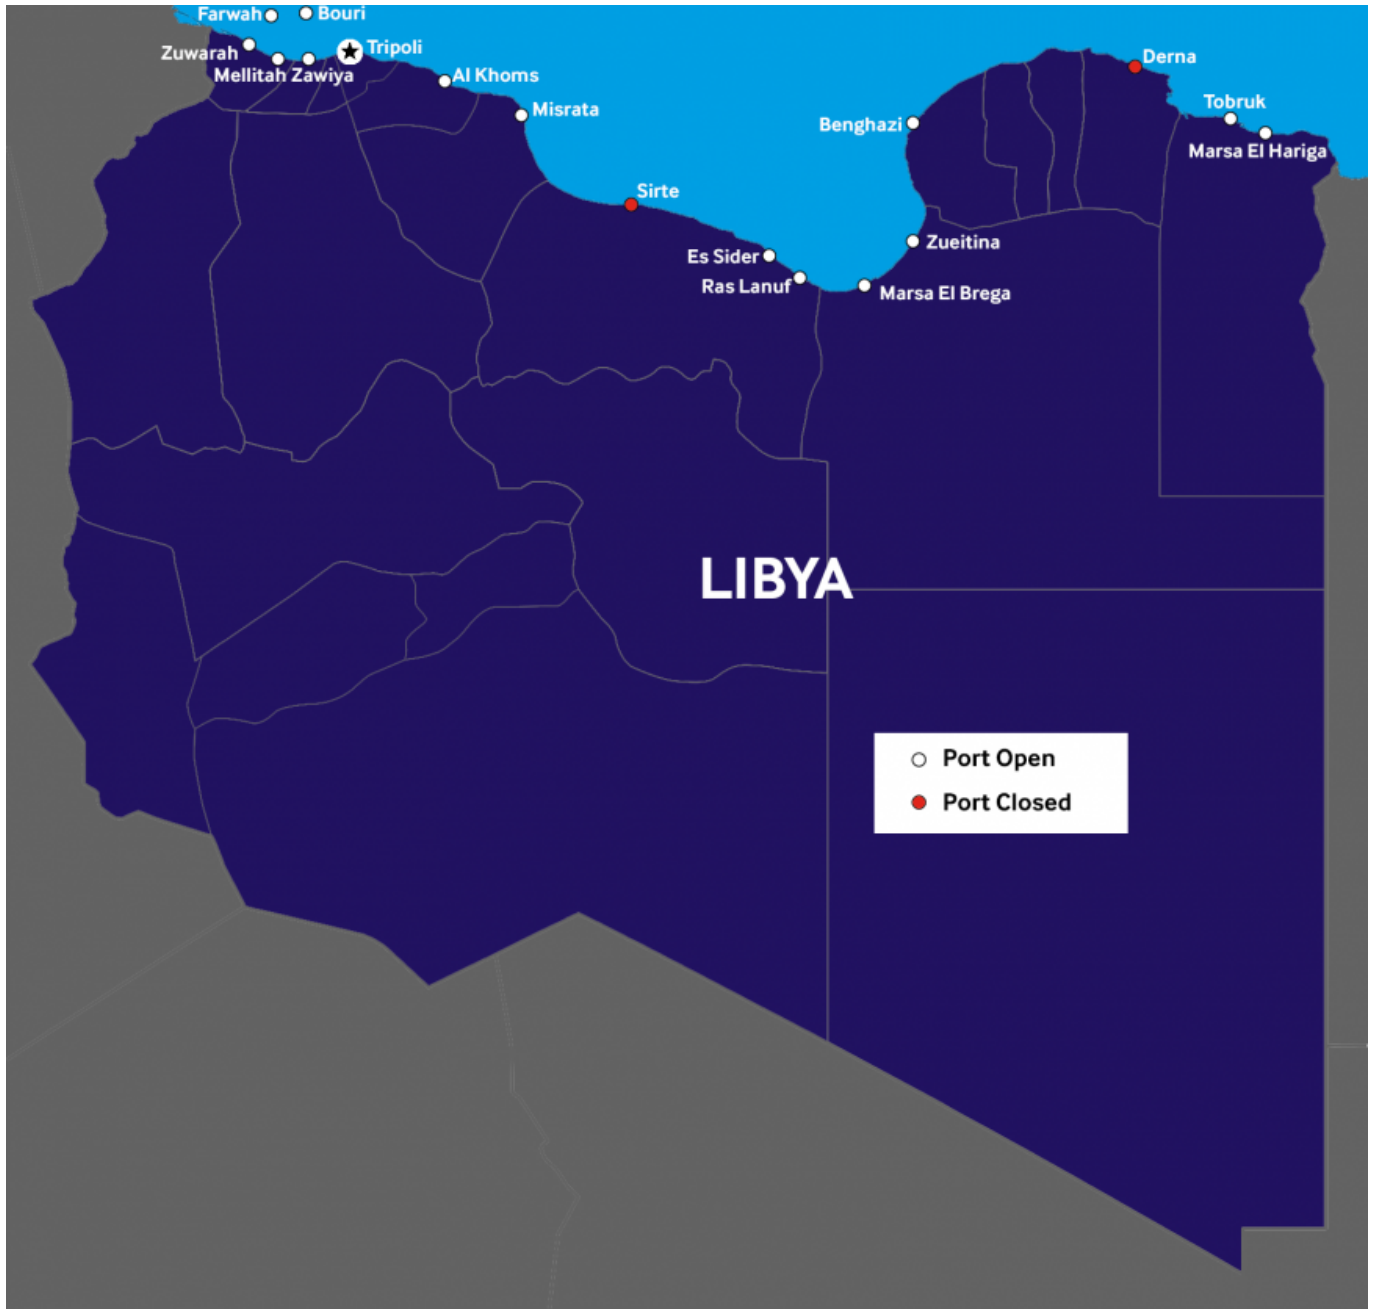 Farwah
Bouri
Zuwarah
Tripoli
Mellitah
Zawiya
Al Khoms
Misrata
Sirte
Es Sider
Ras Lanuf
Benghazi
Zueitina
Marsa El Brega
Derna
Tobruk
Marsa El Hariga
LIBYA
Port Open
Port Closed